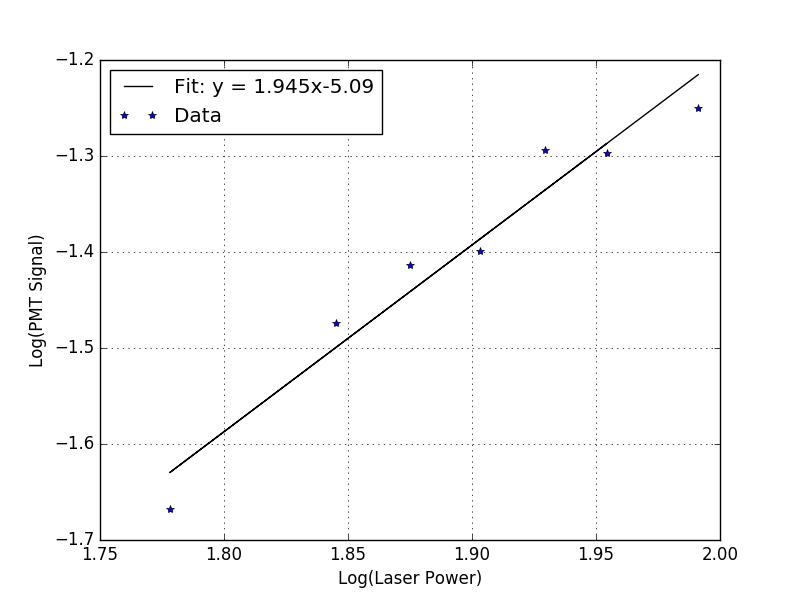 −1.2
Fit: y = 1.945x-5.09
Data
−1.3
−1.4
−1.5
−1.6
−1.7
Log(PMT Signal)
1.75 1.80 1.85 1.90 1.95 2.00
Log(Laser Power)